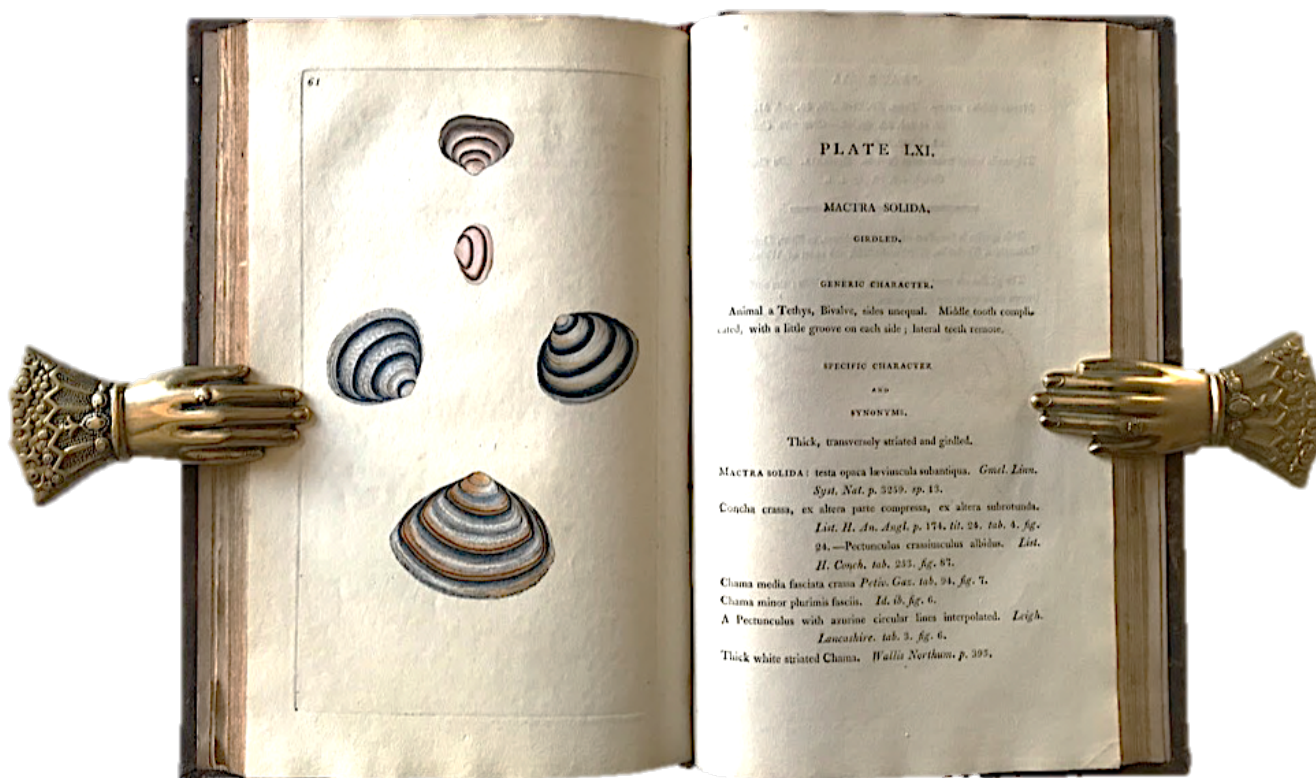 61
PLATE LXI.
MACTRA SOLIDA,
GIRDLED.
GENERIC CHARACTER.
Animal a Tethys, Bivalve, sides unequal. Middle tooth compli-
cated, with a little groove on each side; lateral teeth remote.
SPECIFIC CHARACTER
AND
SYNONYMS.
Thick, transversely striated and girdled.
MACTRA SOLIDA: testa opaca læviuscula subantiqua. Gmel. Linn.
Syst. Nat. p. 3259. sp. 13.
Concha crassa, ex altera parte compressa, ex altera subrotunda.
List. H. An. Angl. p. 174. tit. 24. tab. 4. fig.
24.—Pectunculus crassiusculus albidus. List.
H. Conch. tab. 253. fig. 87.
Chama media fasciata crassa Petiv. Gaz. tab. 94. fig. 7.
Chama minor plurimis fasciis. Id. ib. fig. 6.
A Pectunculus with azurine circular lines interpolated. Leigh.
Lancashire. tab. 3. fig. 6.
Thick white striated Chama. Wallis Northum. p. 395.